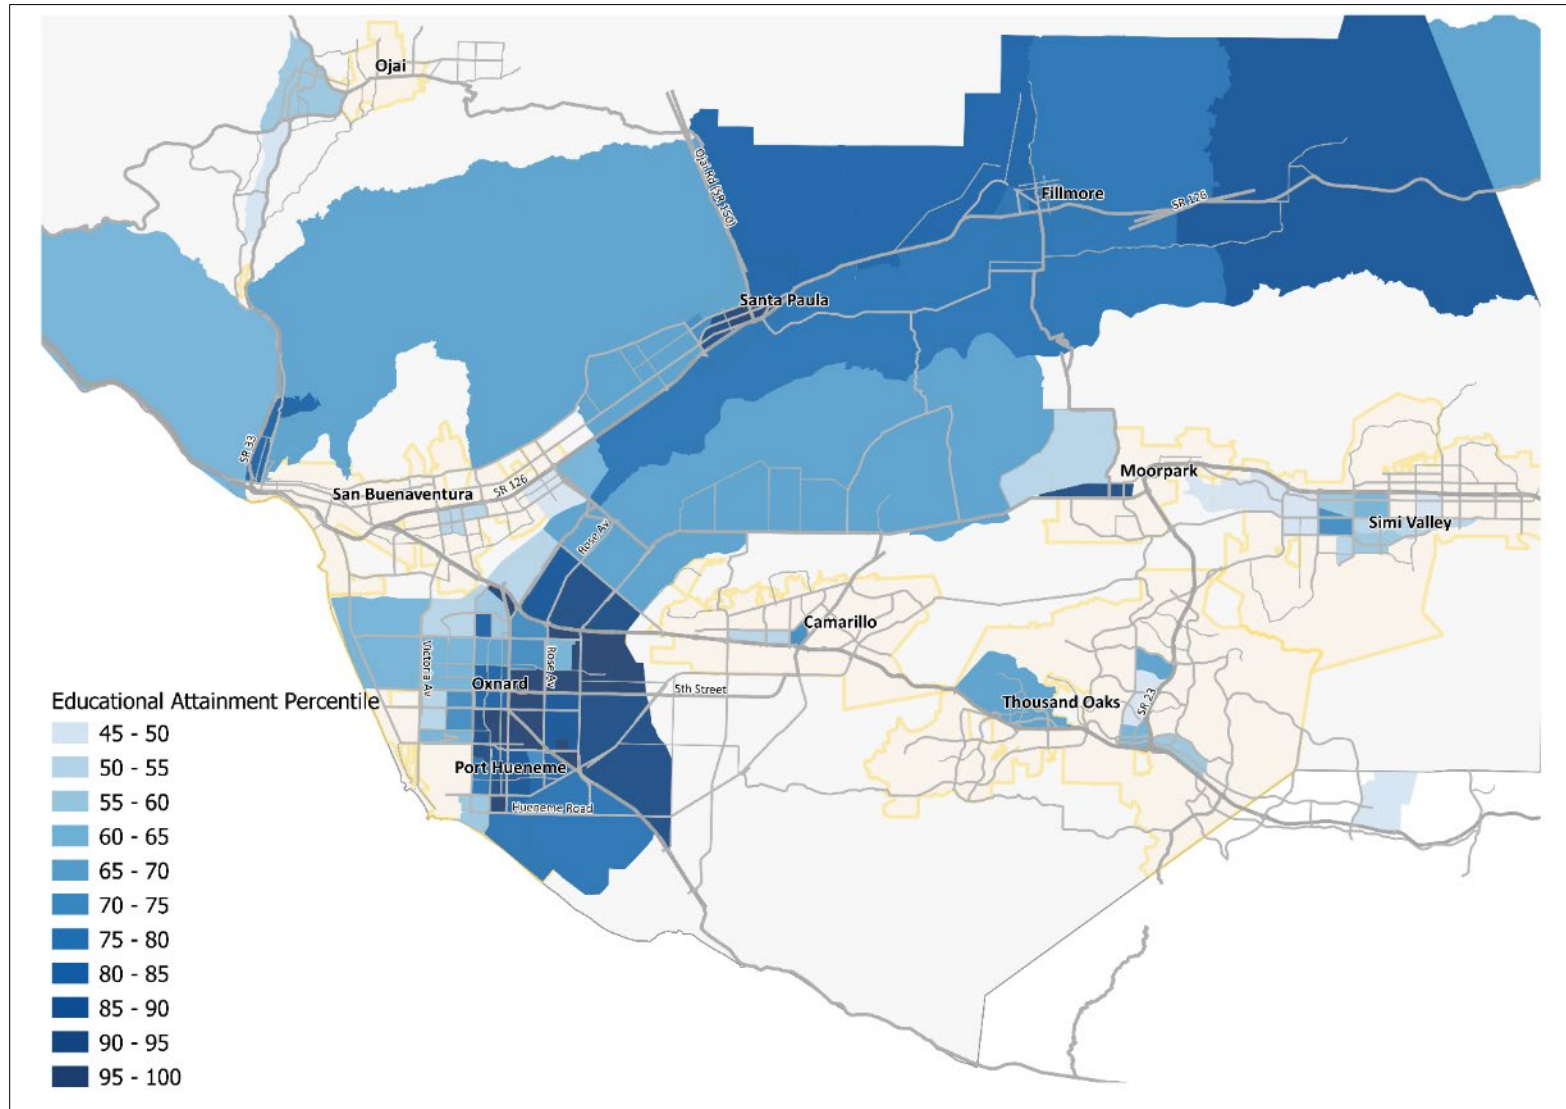 Ojai
Ojai Rd (SR 150)
Fillmore
SR 126
Santa Paula
SR 33
San Buenaventura
SR 126
Rose Av
Moorpark
Simi Valley
Camarillo
Victoria Av
Rose Av
Oxnard
5th Street
Thousand Oaks
SR 23
Port Hueneme
Hueneme Road
Educational Attainment Percentile
45 - 50
50 - 55
55 - 60
60 - 65
65 - 70
70 - 75
75 - 80
80 - 85
85 - 90
90 - 95
95 - 100